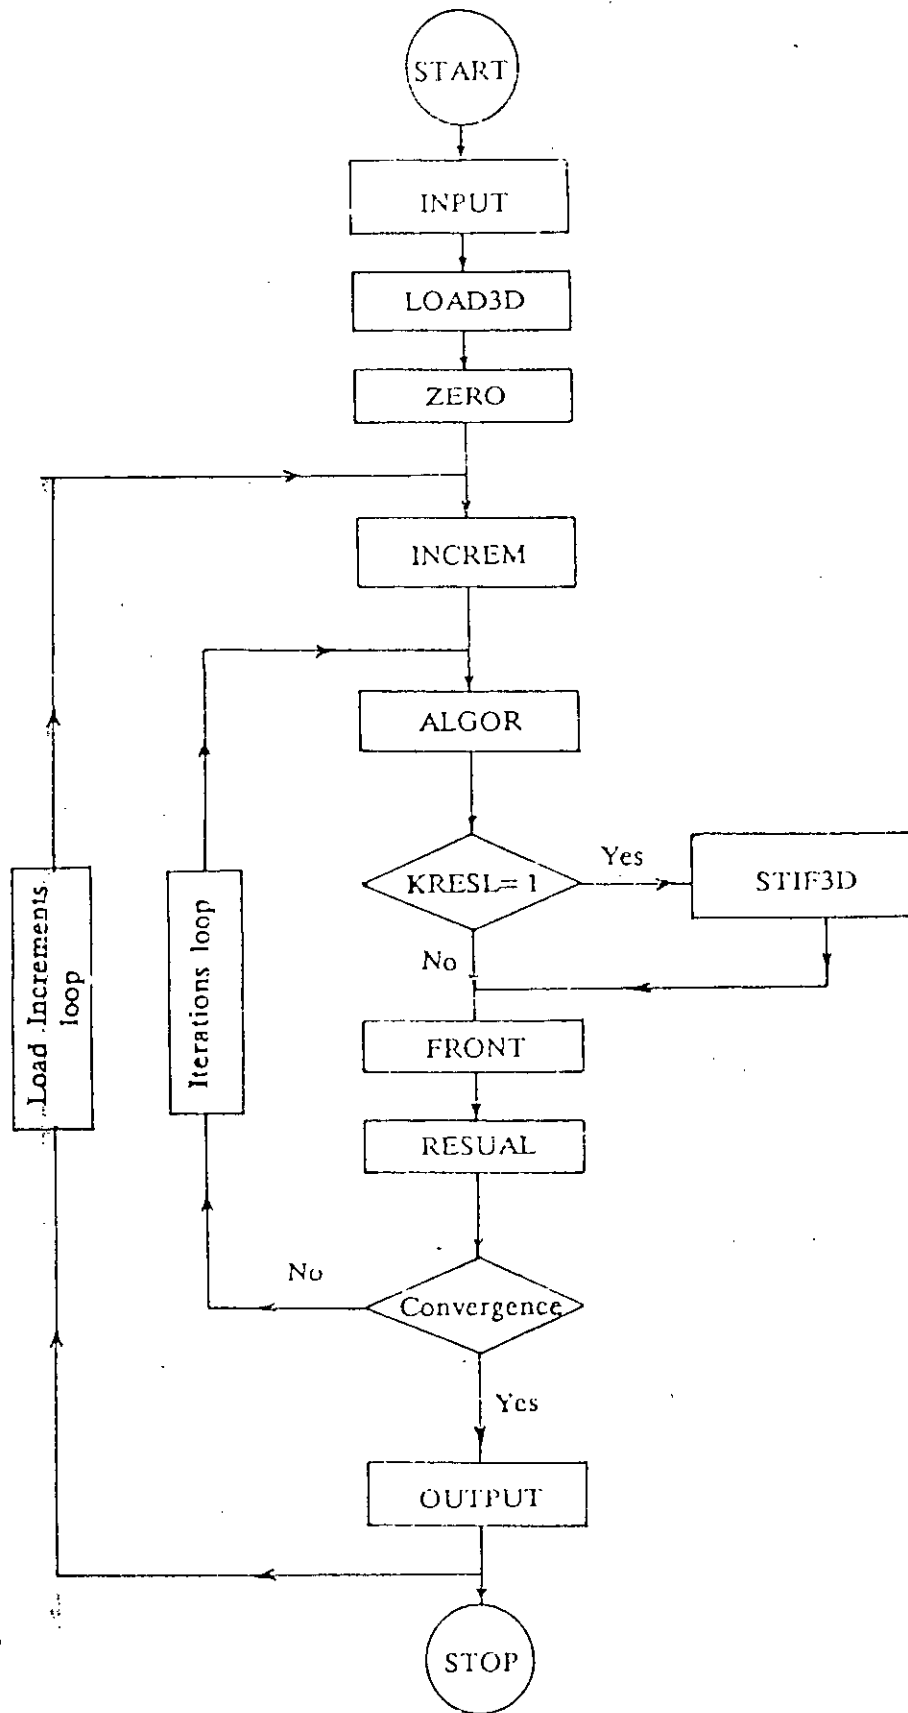 START
INPUT
LOAD3D
ZERO
INCREM
ALGOR
KRESL= 1
Yes
STIF3D
No
Load Increments
loop
Iterations loop
FRONT
RESUAL
Convergence
No
Yes
OUTPUT
STOP